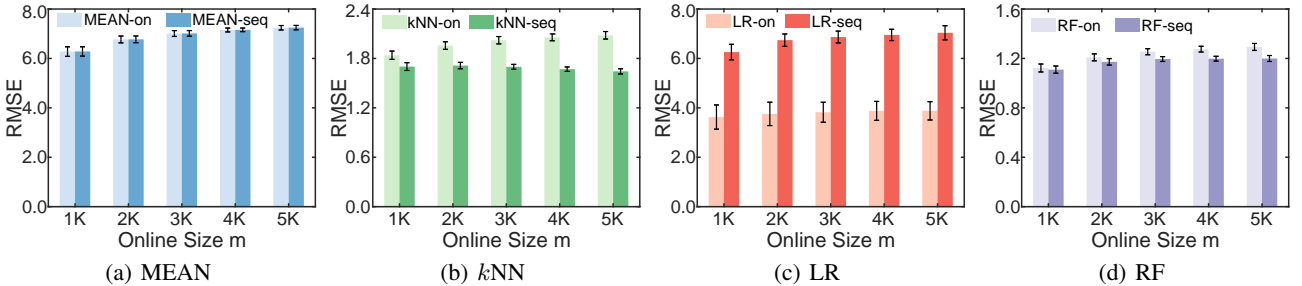 RMSE
8.0
6.0
4.0
2.0
0.0
MEAN-on MEAN-seq
1K 2K 3K 4K 5K
Online Size m
(a) MEAN
RMSE
2.4
1.8
1.2
0.6
0.0
kNN-on kNN-seq
1K 2K 3K 4K 5K
Online Size m
(b) kNN
RMSE
8.0
6.0
4.0
2.0
0.0
LR-on LR-seq
1K 2K 3K 4K 5K
Online Size m
(c) LR
RMSE
1.6
1.2
0.8
0.4
0.0
RF-on RF-seq
1K 2K 3K 4K 5K
Online Size m
(d) RF